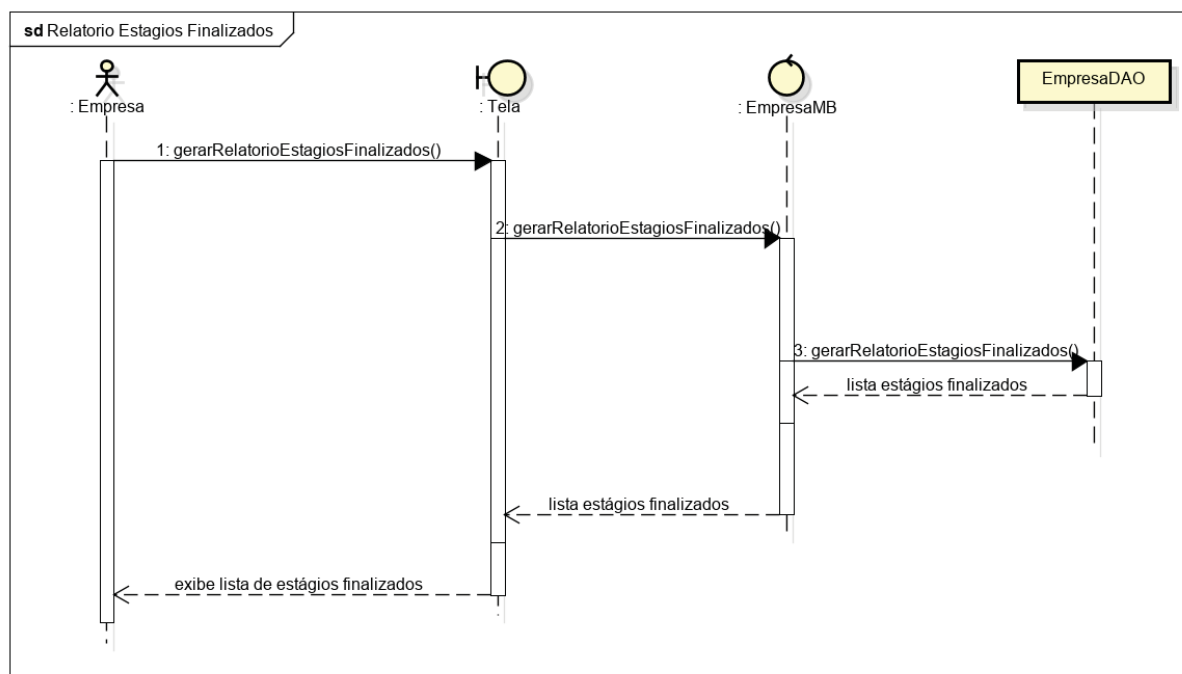 sd Relatorio Estagios Finalizados
: Empresa
: Tela
: EmpresaMB
EmpresaDAO
1: gerarRelatorioEstagiosFinalizados()
2: gerarRelatorioEstagiosFinalizados()
3: gerarRelatorioEstagiosFinalizados()
lista estágios finalizados
lista estágios finalizados
exibe lista de estágios finalizados